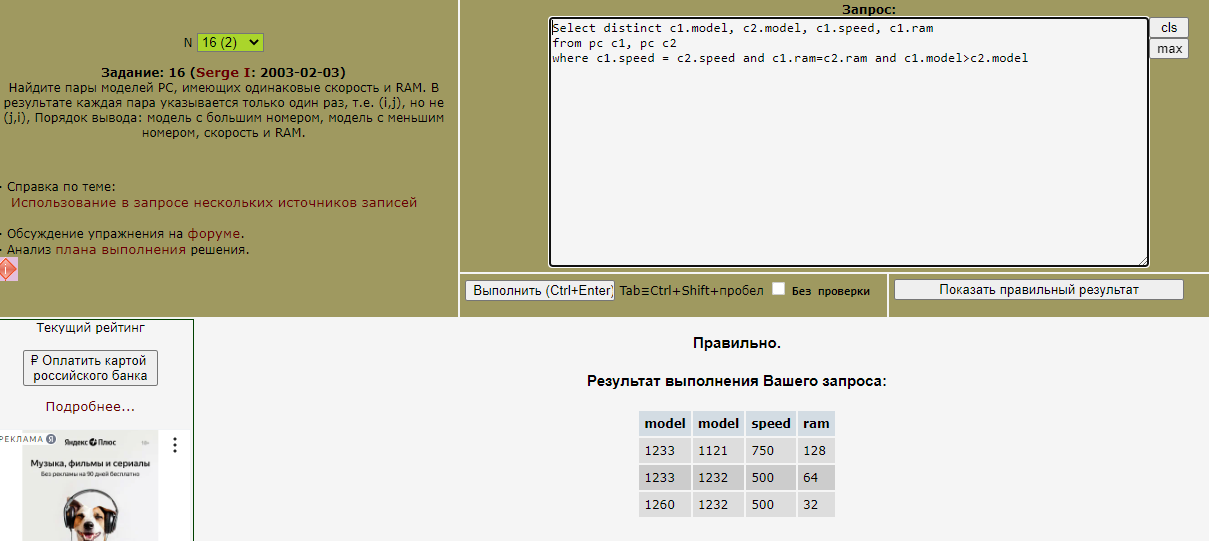 N 16 (2)
Задание: 16 (Serge I: 2003-02-03)
Найдите пары моделей PC, имеющих одинаковые скорость и RAM. В
результате каждая пара указывается только один раз, т.е. (i,j), но не
(j,i), Порядок вывода: модель с большим номером, модель с меньшим
номером, скорость и RAM.
· Справка по теме:
Использование в запросе нескольких источников записей
· Обсуждение упражнения на форуме.
· Анализ плана выполнения решения.
Запрос:
Select distinct c1.model, c2.model, c1.speed, c1.ram
from pc c1, pc c2
where c1.speed = c2.speed and c1.ram=c2.ram and c1.model>c2.model
cls
max
Выполнить (Ctrl+Enter) Tab≡Ctrl+Shift+пробел Без проверки
Показать правильный результат
Текущий рейтинг
₽ Оплатить картой
российского банка
Подробнее...
РЕКЛАМА Я
Яндекс Плюс 18+
Музыка, фильмы и сериалы
Без рекламы на 90 дней бесплатно
Правильно.
Результат выполнения Вашего запроса:
model model speed ram
1233 1121 750 128
1233 1232 500 64
1260 1232 500 32